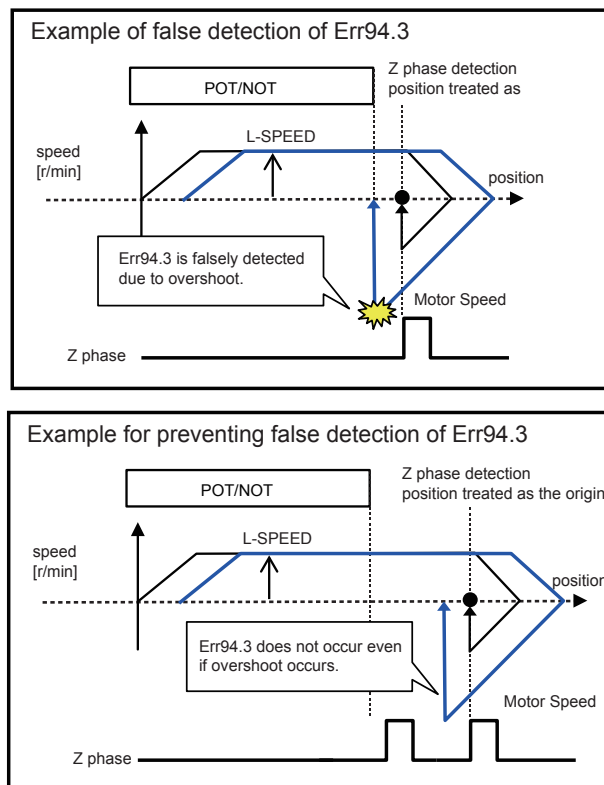 Example of false detection of Err94.3
Z phase detection
position treated as
POT/NOT
L-SPEED
speed
[r/min]
position
Err94.3 is falsely detected
due to overshoot.
Motor Speed
Z phase
Example for preventing false detection of Err94.3
Z phase detection
position treated as the origin
POT/NOT
L-SPEED
speed
[r/min]
position
Err94.3 does not occur even
if overshoot occurs.
Motor Speed
Z phase